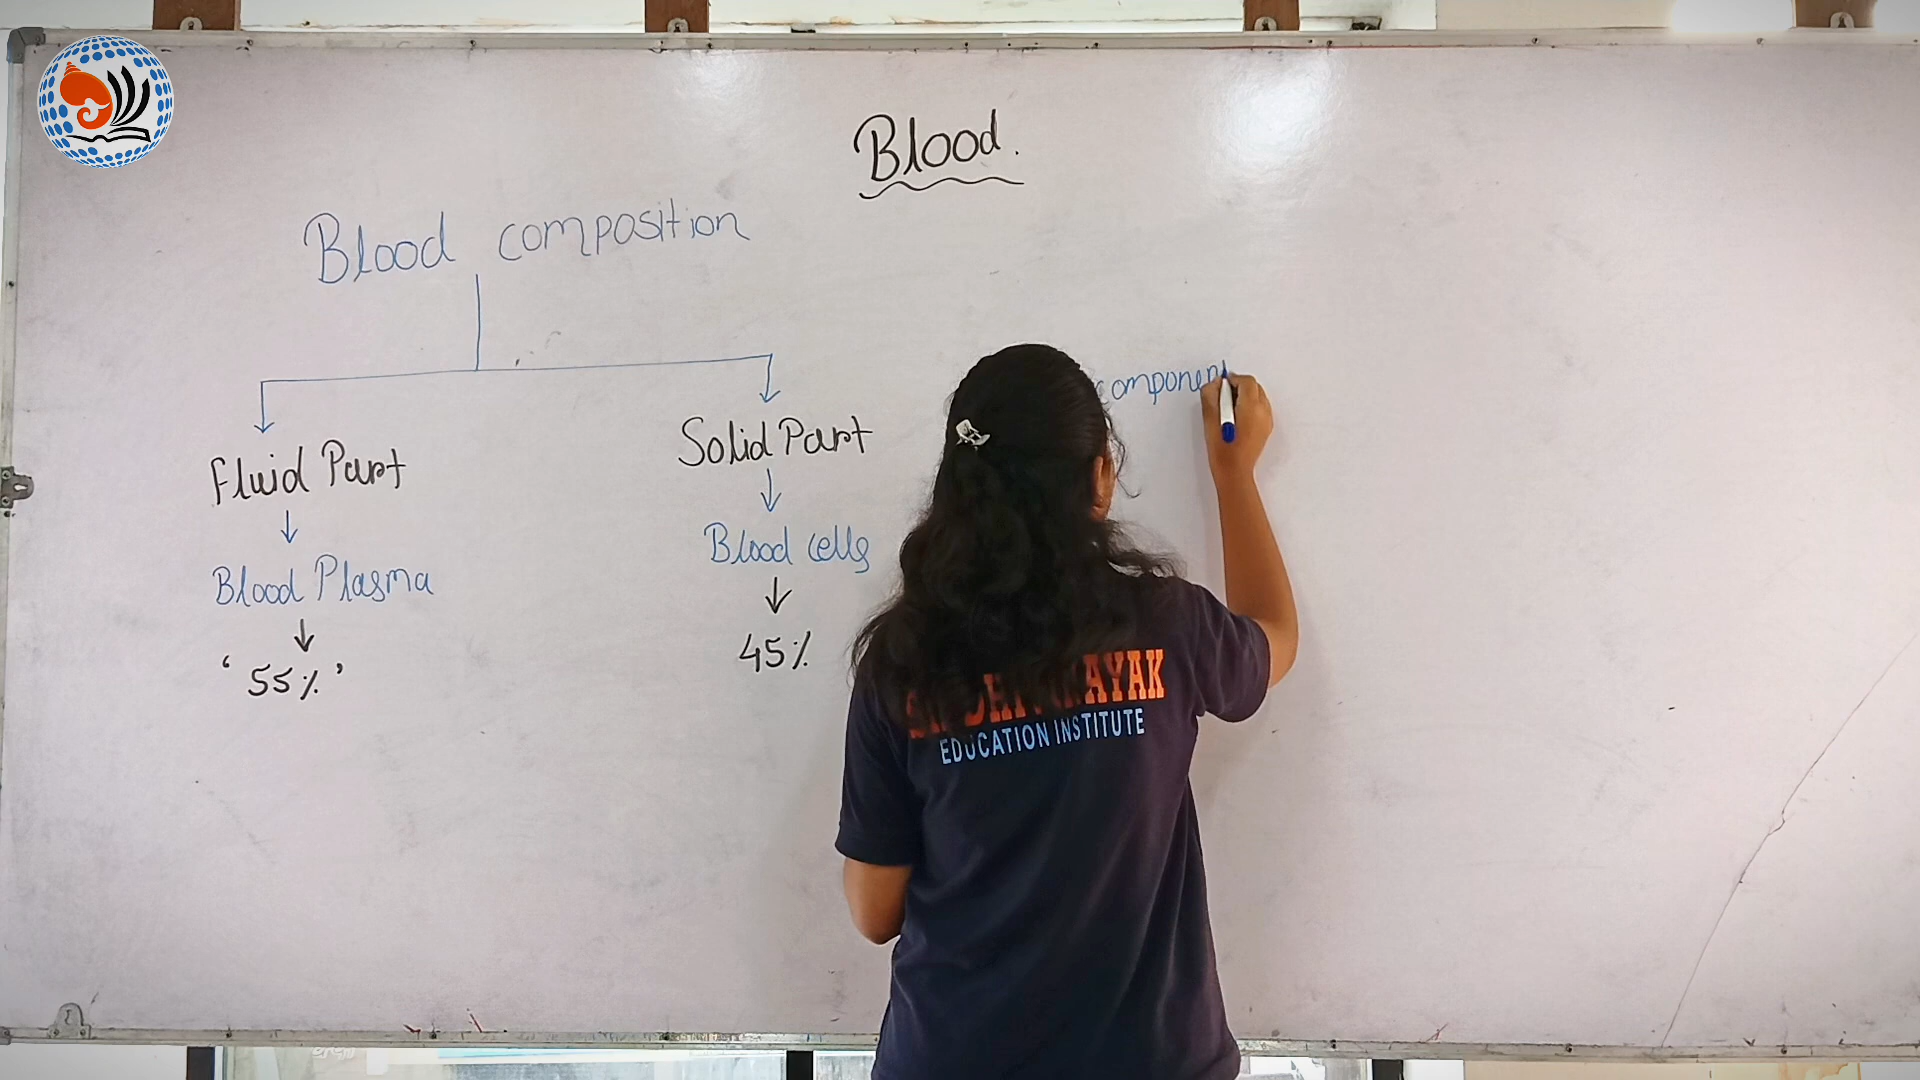 Blood.
Blood composition
Fluid Part
Blood Plasma
‘55%’
Solid Part
Blood cells
45%
EDUCATION INSTITUTE